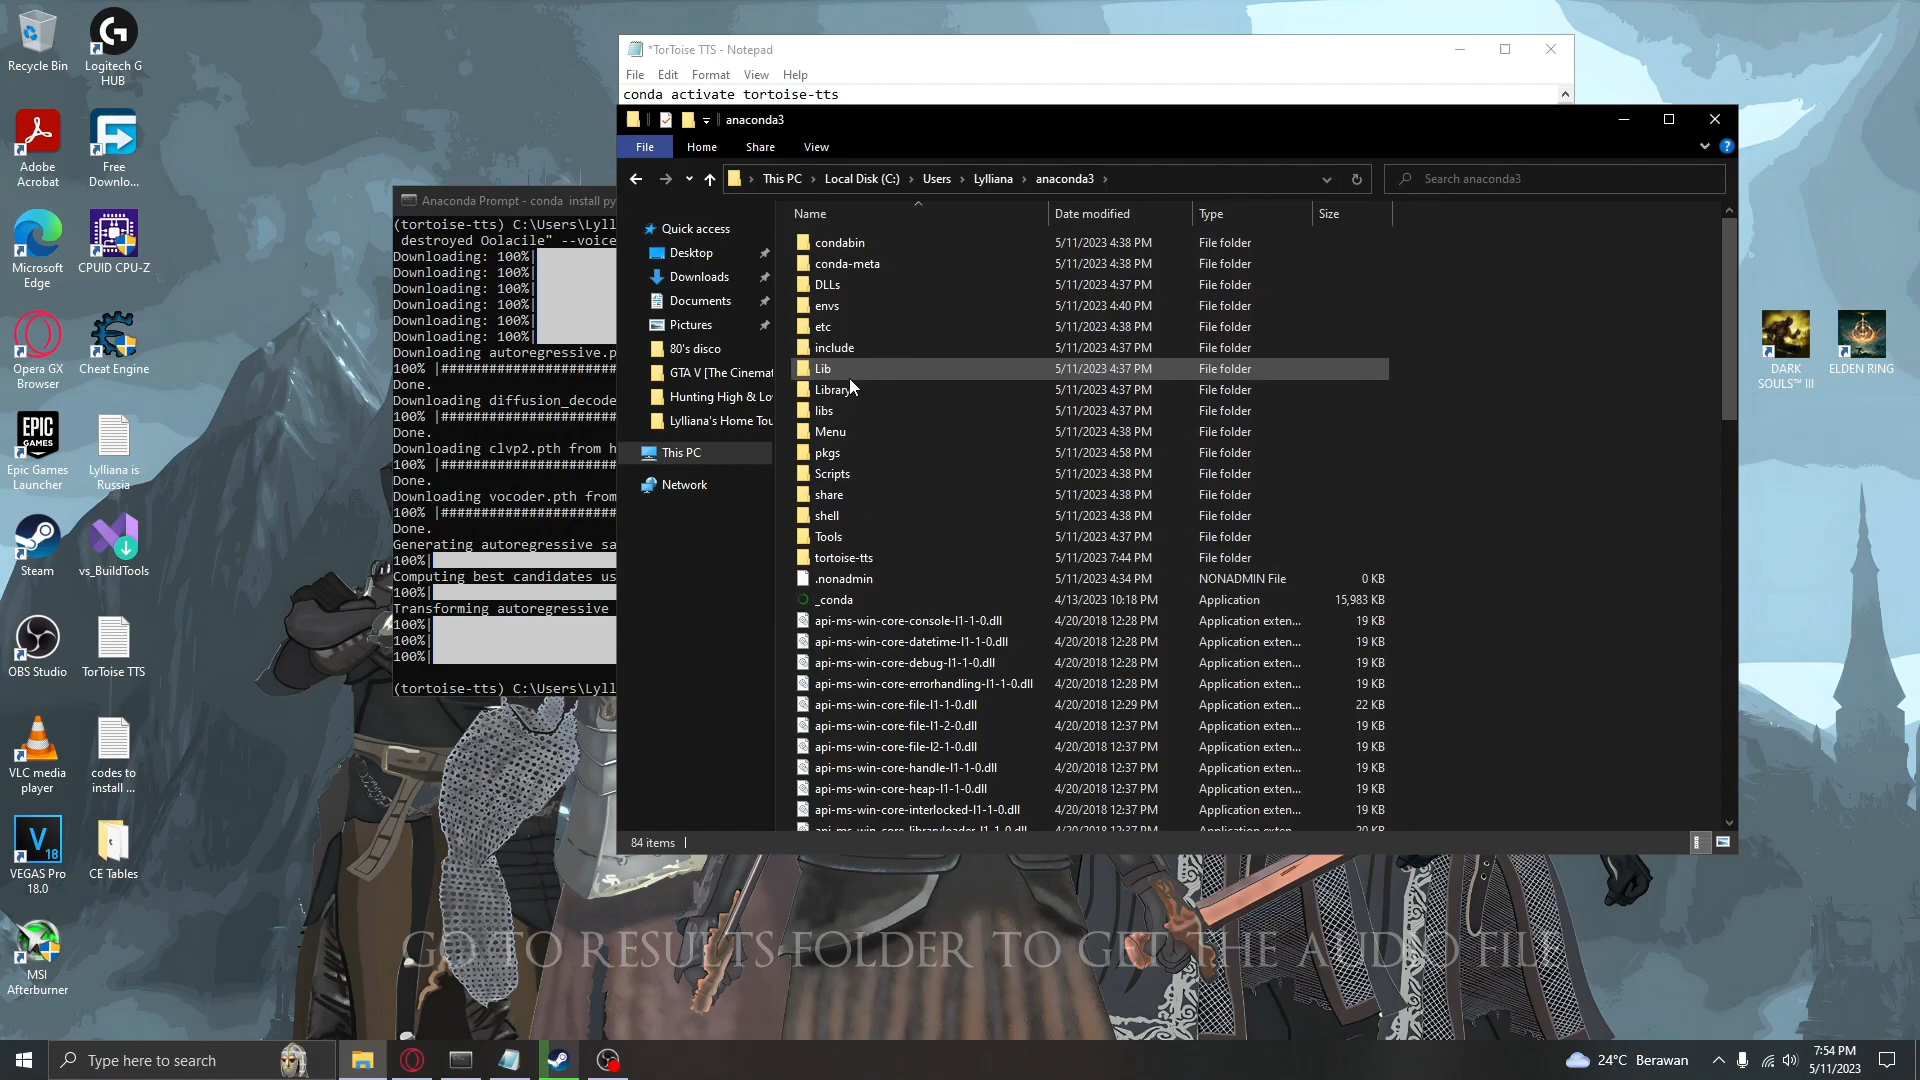 Recycle Bin
Logitech G
HUB
Adobe
Acrobat
Free
Downlo...
Microsoft
Edge
CPUID CPU-Z
Opera GX
Browser
Cheat Engine
EPIC
GAMES
Epic Games
Launcher
Lylliana is
Russia
Steam
vs_BuildTools
OBS Studio
TorToise TTS
VLC media
player
codes to
install ...
V
18
VEGAS Pro
18.0
CE Tables
MSI
Afterburner
*TorToise TTS - Notepad
File Edit Format View Help
conda activate tortoise-tts
Anaconda Prompt - conda install py
(tortoise-tts) C:\Users\Lyll
destroyed Oolacile" --voice
Downloading: 100%|
Downloading: 100%|
Downloading: 100%|
Downloading: 100%|
Downloading: 100%|
Downloading: 100%|
Downloading autoregressive.p
100% |######################
Done.
Downloading diffusion_decode
100% |######################
Done.
Downloading clvp2.pth from h
100% |######################
Done.
Downloading vocoder.pth from
100% |######################
Done.
Generating autoregressive sa
100%|
Computing best candidates us
100%|
Transforming autoregressive
100%|
100%|
100%|
(tortoise-tts) C:\Users\Lyll
anaconda3
File Home Share View
This PC › Local Disk (C:) › Users › Lylliana › anaconda3 ›
Search anaconda3
Quick access
Desktop
Downloads
Documents
Pictures
80's disco
GTA V [The Cinemat
Hunting High & Lo
Lylliana's Home Tou
This PC
Network
Name Date modified Type Size
condabin 5/11/2023 4:38 PM File folder
conda-meta 5/11/2023 4:38 PM File folder
DLLs 5/11/2023 4:37 PM File folder
envs 5/11/2023 4:40 PM File folder
etc 5/11/2023 4:38 PM File folder
include 5/11/2023 4:37 PM File folder
Lib 5/11/2023 4:37 PM File folder
Library 5/11/2023 4:37 PM File folder
libs 5/11/2023 4:37 PM File folder
Menu 5/11/2023 4:38 PM File folder
pkgs 5/11/2023 4:58 PM File folder
Scripts 5/11/2023 4:38 PM File folder
share 5/11/2023 4:38 PM File folder
shell 5/11/2023 4:38 PM File folder
Tools 5/11/2023 4:37 PM File folder
tortoise-tts 5/11/2023 7:44 PM File folder
.nonadmin 5/11/2023 4:34 PM NONADMIN File 0 KB
_conda 4/13/2023 10:18 PM Application 15,983 KB
api-ms-win-core-console-l1-1-0.dll 4/20/2018 12:28 PM Application exten... 19 KB
api-ms-win-core-datetime-l1-1-0.dll 4/20/2018 12:28 PM Application exten... 19 KB
api-ms-win-core-debug-l1-1-0.dll 4/20/2018 12:28 PM Application exten... 19 KB
api-ms-win-core-errorhandling-l1-1-0.dll 4/20/2018 12:28 PM Application exten... 19 KB
api-ms-win-core-file-l1-1-0.dll 4/20/2018 12:29 PM Application exten... 22 KB
api-ms-win-core-file-l1-2-0.dll 4/20/2018 12:37 PM Application exten... 19 KB
api-ms-win-core-file-l2-1-0.dll 4/20/2018 12:37 PM Application exten... 19 KB
api-ms-win-core-handle-l1-1-0.dll 4/20/2018 12:37 PM Application exten... 19 KB
api-ms-win-core-heap-l1-1-0.dll 4/20/2018 12:37 PM Application exten... 19 KB
api-ms-win-core-interlocked-l1-1-0.dll 4/20/2018 12:37 PM Application exten... 19 KB
api-ms-win-core-libraryloader-l1-1-0.dll 4/20/2018 12:37 PM Application exten... 20 KB
84 items
DARK
SOULS™ III
ELDEN RING
GO TO RESULTS FOLDER TO GET THE AUDIO FILE
Type here to search
24°C Berawan
7:54 PM
5/11/2023